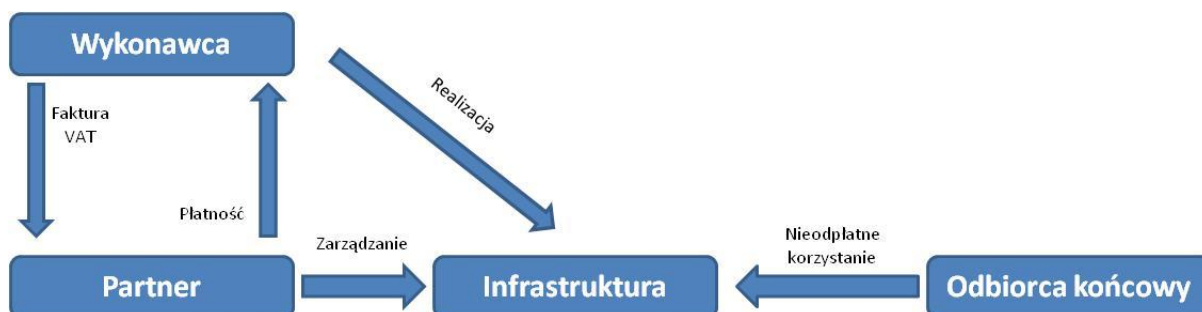 Wykonawca
Faktura
VAT
Realizacja
Płatność
Zarządzanie
Nieodpłatne
korzystanie
Partner
Infrastruktura
Odbiorca końcowy